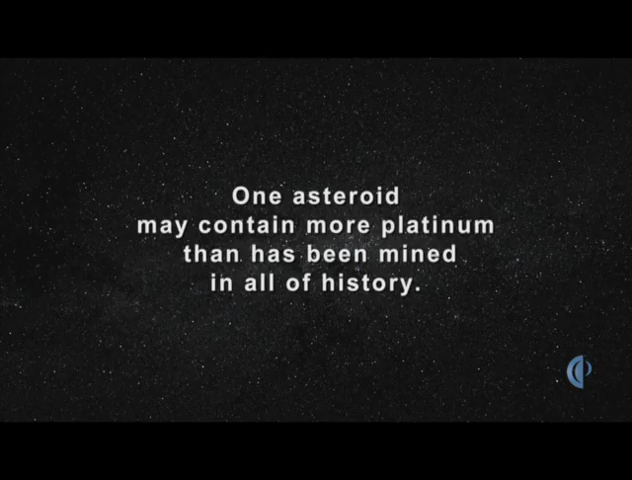 One asteroid
may contain more platinum
than has been mined
in all of history.